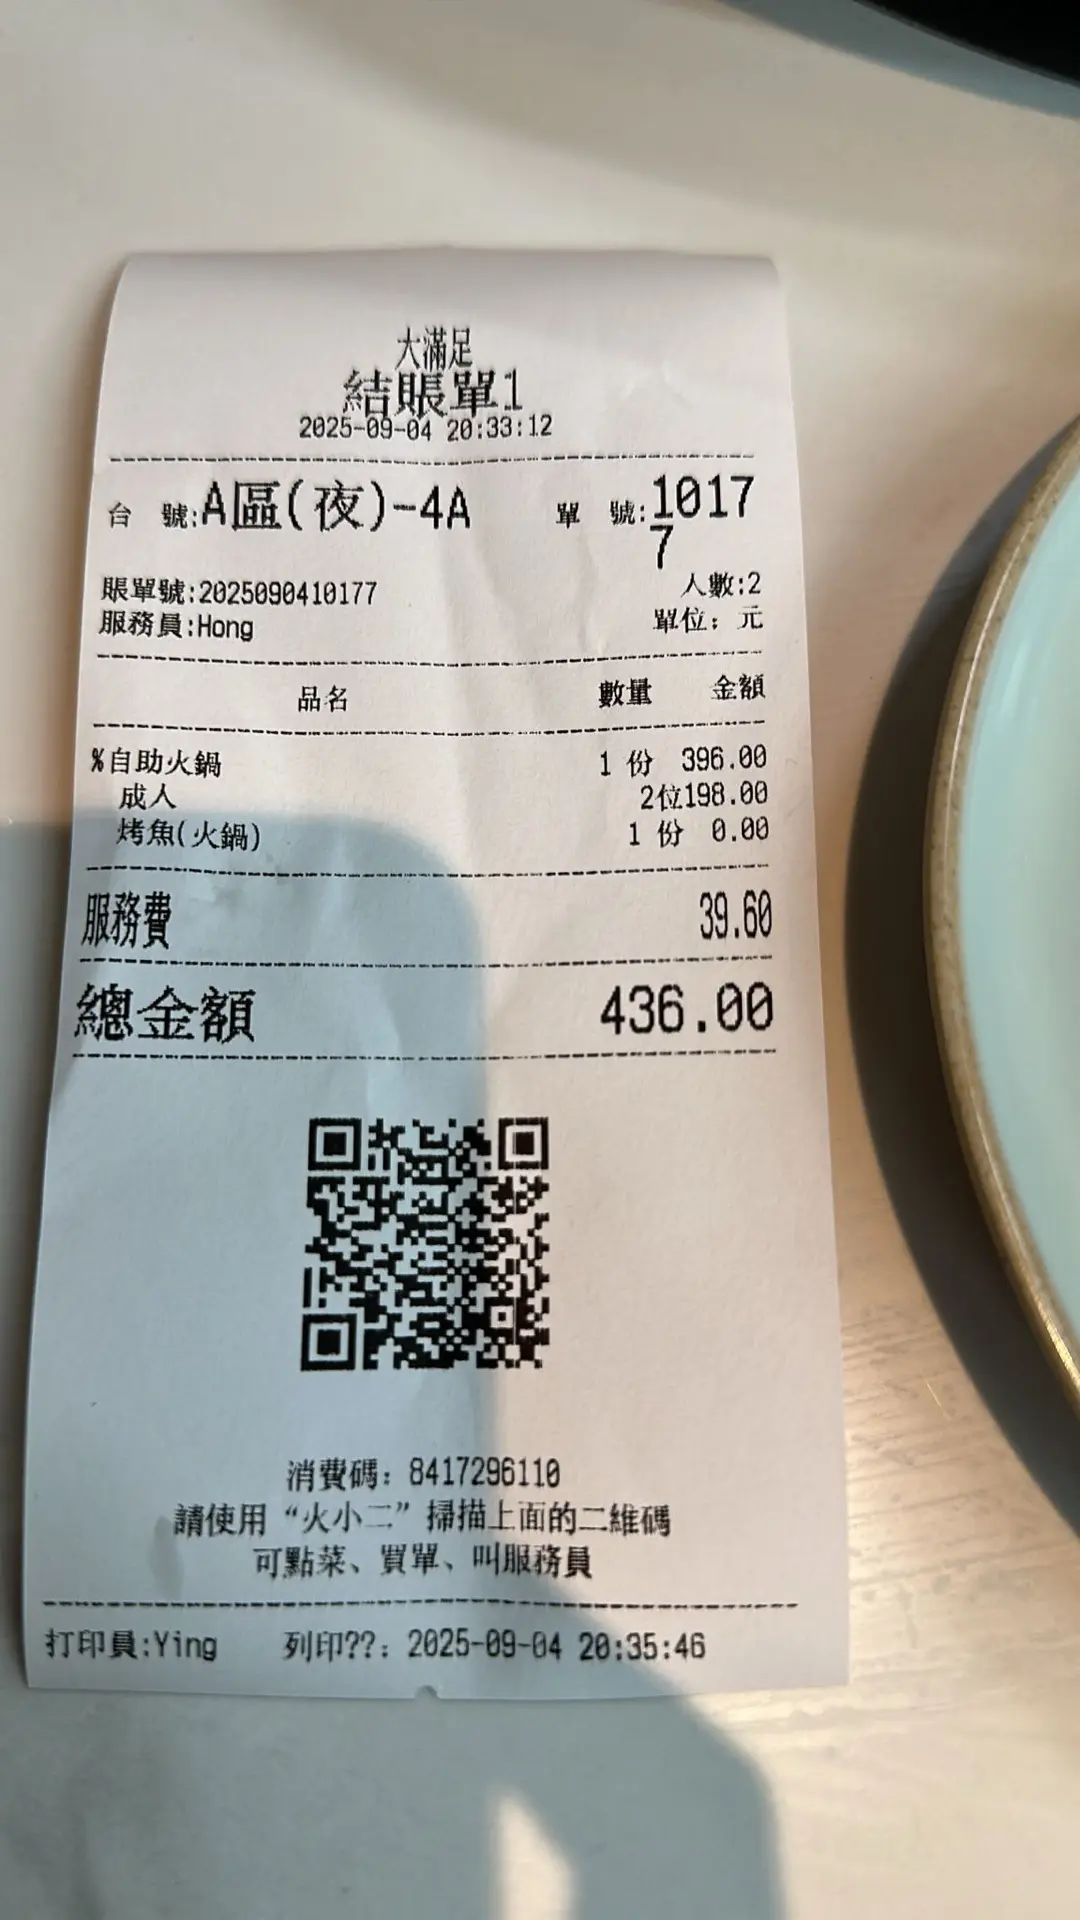 大滿足
結賬單1
2025-09-04 20:33:12
台 號:A區(夜)-4A 單 號:1017
7
賬單號:2025090410177 人數:2
服務員:Hong 單位：元
品名 數量 金額
%自助火鍋 1 份 396.00
成人 2位198.00
烤魚(火鍋) 1 份 0.00
服務費 39.60
總金額 436.00
消費碼：8417296110
請使用“火小二”掃描上面的二維碼
可點菜、買單、叫服務員
打印員:Ying 列印??：2025-09-04 20:35:46